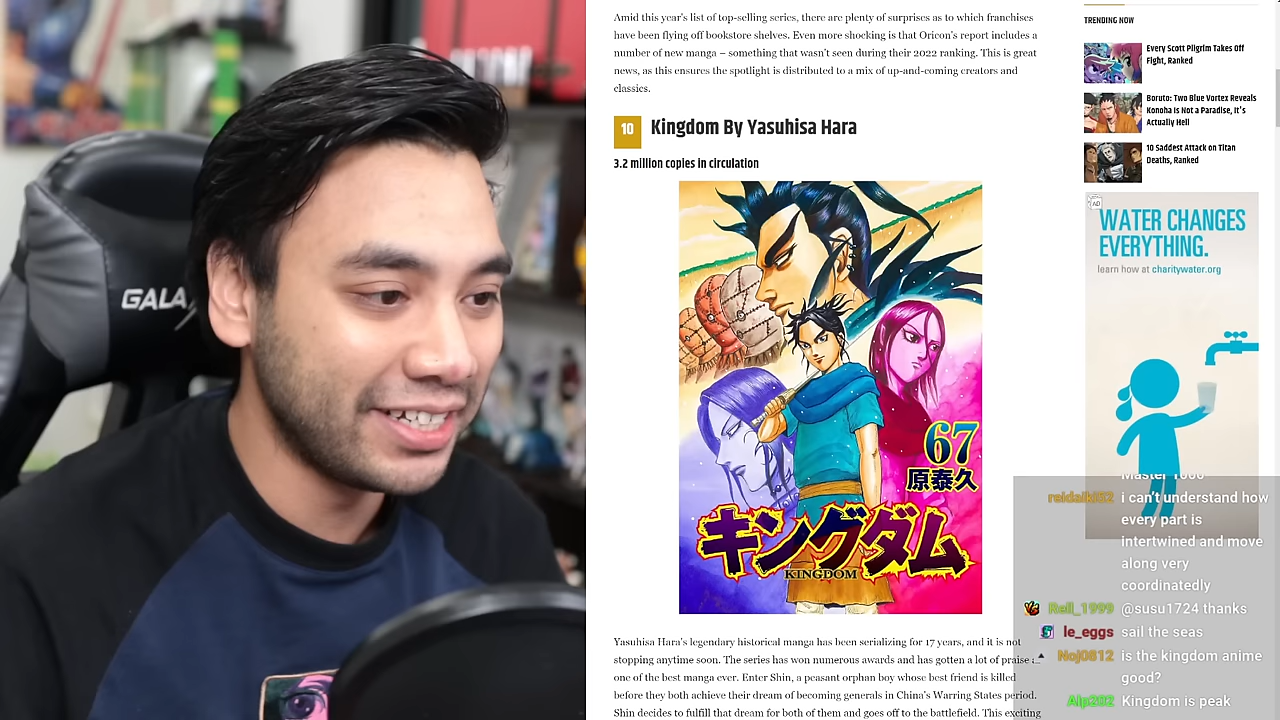 Amid this year's list of top-selling series, there are plenty of surprises as to which franchises
have been flying off bookstore shelves. Even more shocking is that Oricon's report includes a
number of new manga – something that wasn't seen during their 2022 ranking. This is great
news, as this ensures the spotlight is distributed to a mix of up-and-coming creators and
classics.
10 Kingdom By Yasuhisa Hara
3.2 million copies in circulation
67
原泰久
キングダム
KINGDOM
Yasuhisa Hara's legendary historical manga has been serializing for 17 years, and it is not
stopping anytime soon. The series has won numerous awards and has gotten a lot of praise
one of the best manga ever. Enter Shin, a peasant orphan boy whose best friend is killed
before they both achieve their dream of becoming generals in China's Warring States period.
Shin decides to fulfill that dream for both of them and goes off to the battlefield. This exciting
TRENDING NOW
Every Scott Pilgrim Takes Off
Fight, Ranked
Boruto: Two Blue Vortex Reveals
Konoha Is Not a Paradise, It's
Actually Hell
10 Saddest Attack on Titan
Deaths, Ranked
AD
WATER CHANGES
EVERYTHING.
learn how at charitywater.org
i can't understand how
every part is
intertwined and move
along very
coordinatedly
Rell_1999 @susu1724 thanks
le_eggs sail the seas
Noj0812 is the kingdom anime
good?
Alp202 Kingdom is peak
GALA